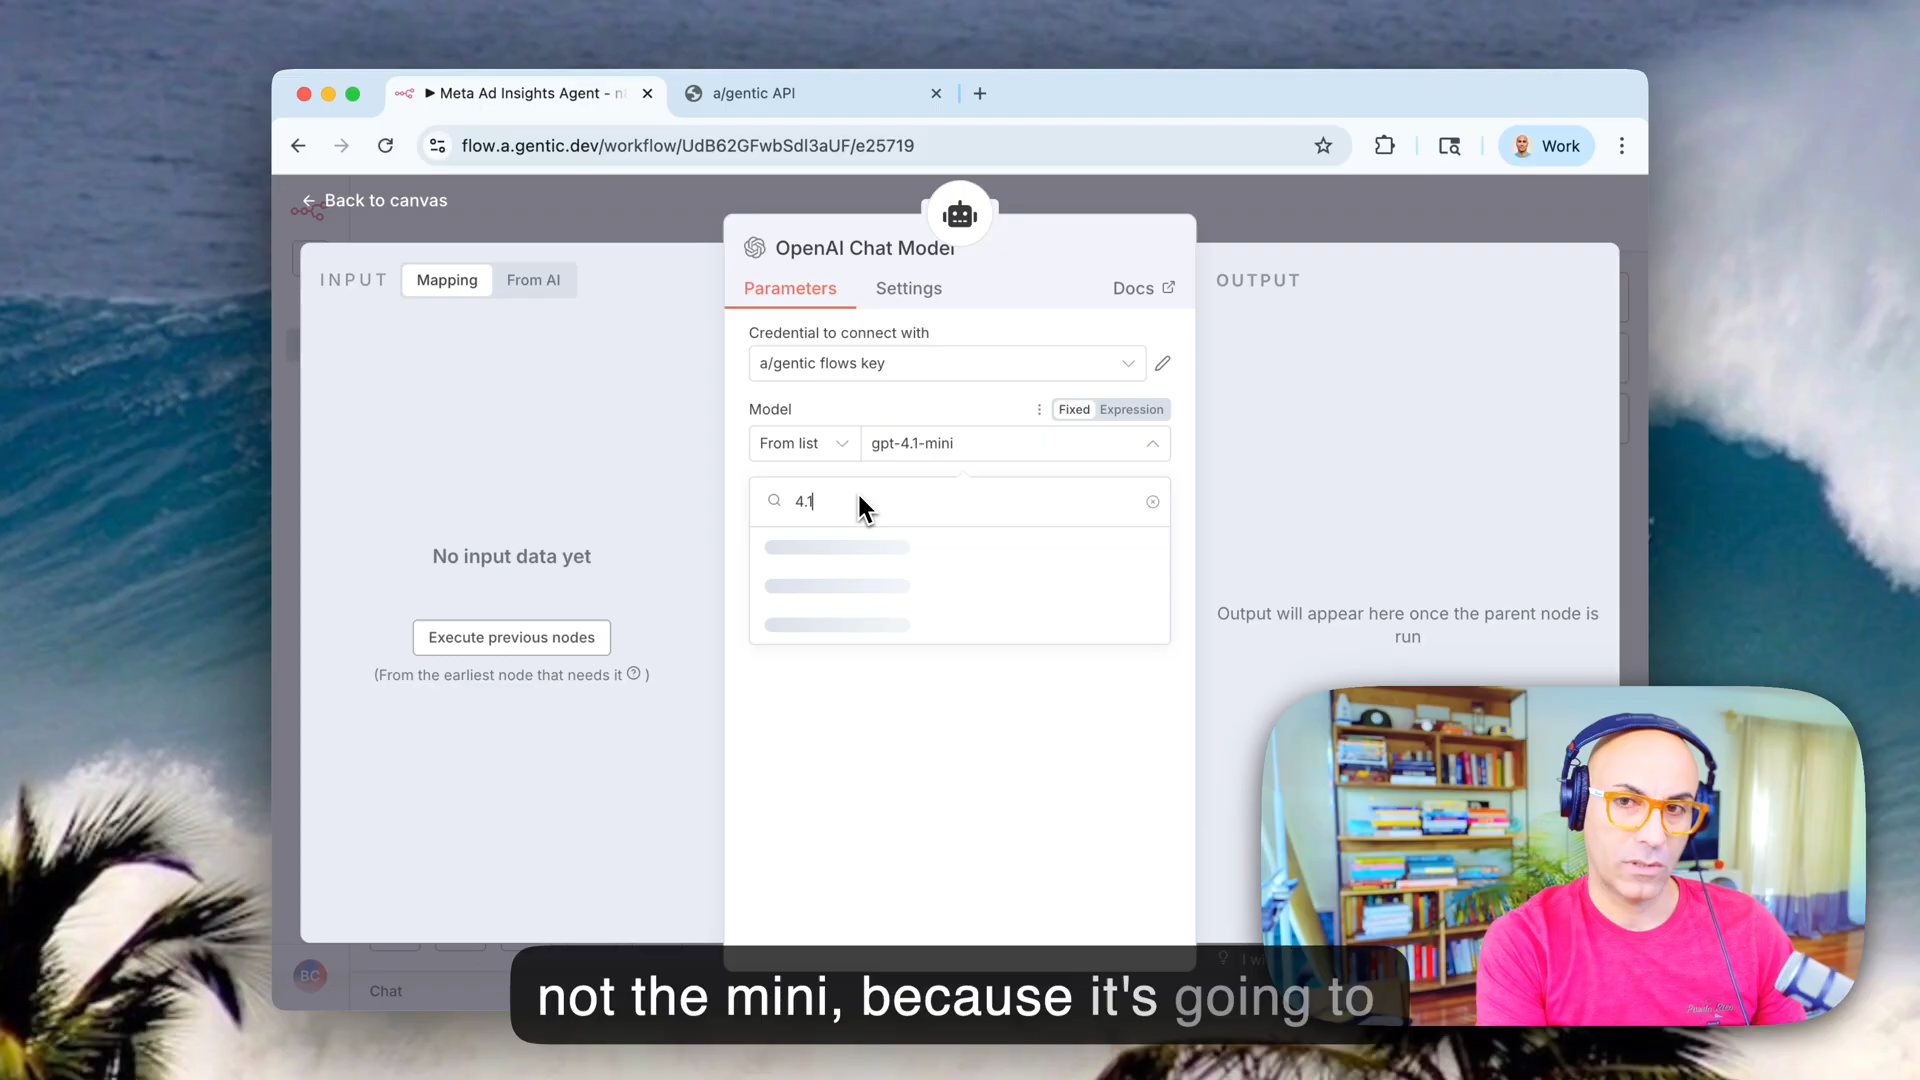 Meta Ad Insights Agent - n
a/gentic API
flow.a.gentic.dev/workflow/UdB62GFwbSdI3aUF/e25719
Work
Back to canvas
INPUT
Mapping
From AI
No input data yet
Execute previous nodes
(From the earliest node that needs it ? )
OpenAI Chat Model
Parameters
Settings
Docs
Credential to connect with
a/gentic flows key
Model
Fixed
Expression
From list
gpt-4.1-mini
4.1
OUTPUT
Output will appear here once the parent node is
run
BC
Chat
I wi
not the mini, because it's going to